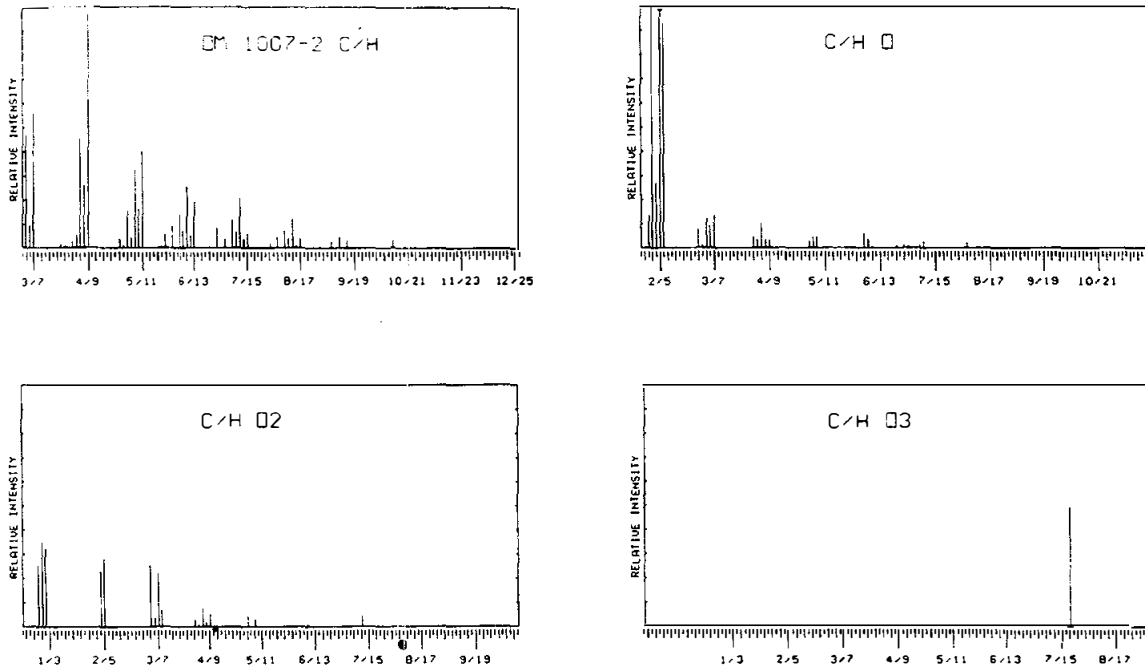 DM 1007-2 C/H
RELATIVE INTENSITY
3/7 4/9 5/11 6/13 7/15 8/17 9/19 10/21 11/23 12/25
C/H O
RELATIVE INTENSITY
2/5 3/7 4/9 5/11 6/13 7/15 8/17 9/19 10/21
C/H O2
RELATIVE INTENSITY
1/3 2/5 3/7 4/9 5/11 6/13 7/15 8/17 9/19
C/H O3
RELATIVE INTENSITY
1/3 2/5 3/7 4/9 5/11 6/13 7/15 8/17